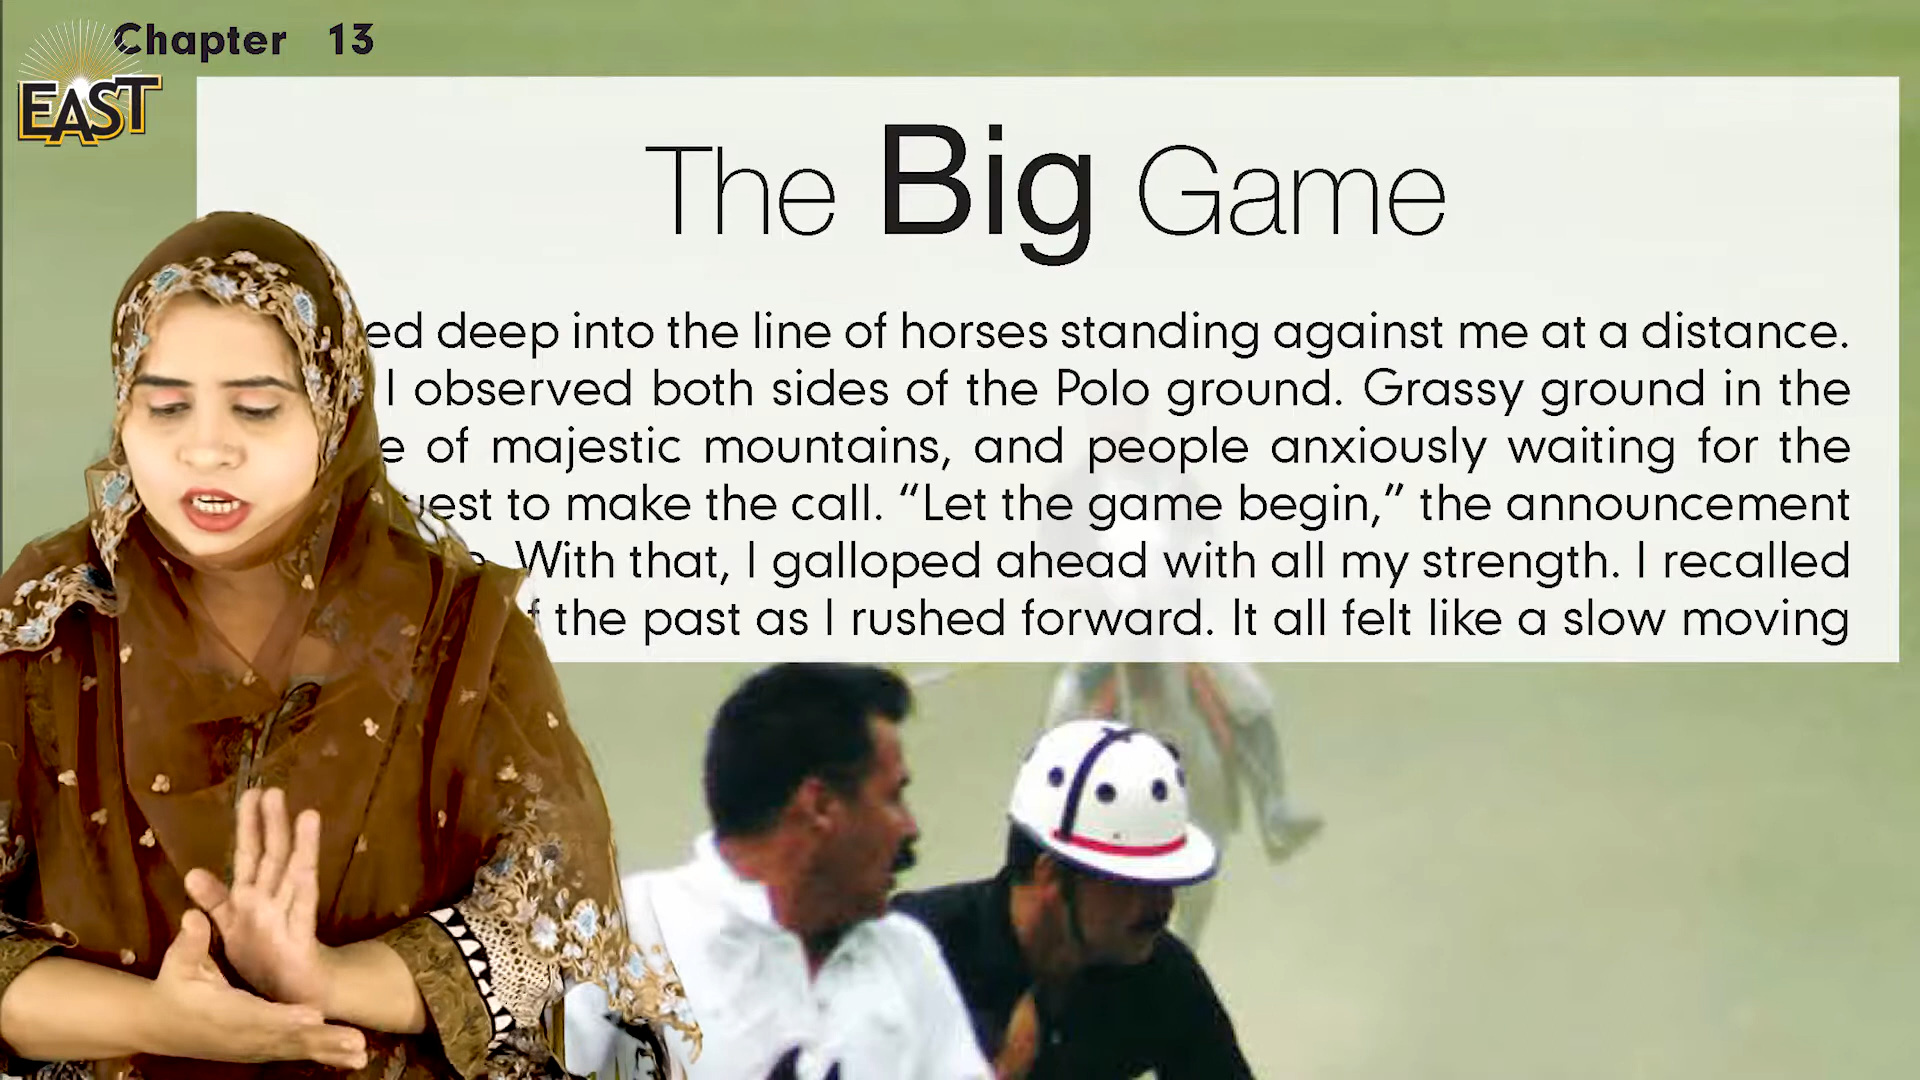 Chapter 13
EAST
The Big Game
deep into the line of horses standing against me at a distance.
I observed both sides of the Polo ground. Grassy ground in the
of majestic mountains, and people anxiously waiting for the
to make the call. “Let the game begin,” the announcement
With that, I galloped ahead with all my strength. I recalled
the past as I rushed forward. It all felt like a slow moving